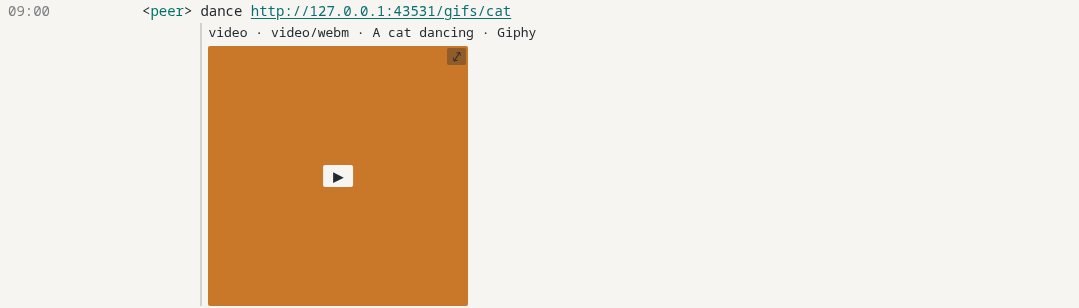 09:00 <peer> dance http://127.0.0.1:43531/gifs/cat
video · video/webm · A cat dancing · Giphy